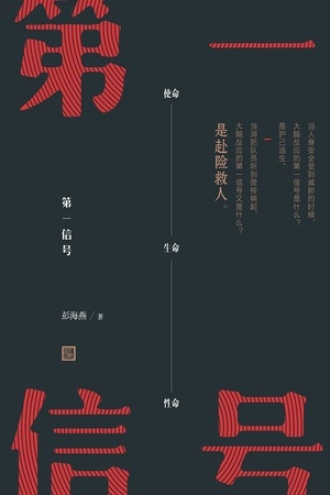 第一
信号
使命
生命
性命
当人身安全受到威胁的时候,
大脑反应的第一信号是什么?
是护己逃生。
当消防队员听到警铃响起,
大脑反应的第一信号又是什么?
是赴险救人。
第一信号
彭海燕/著